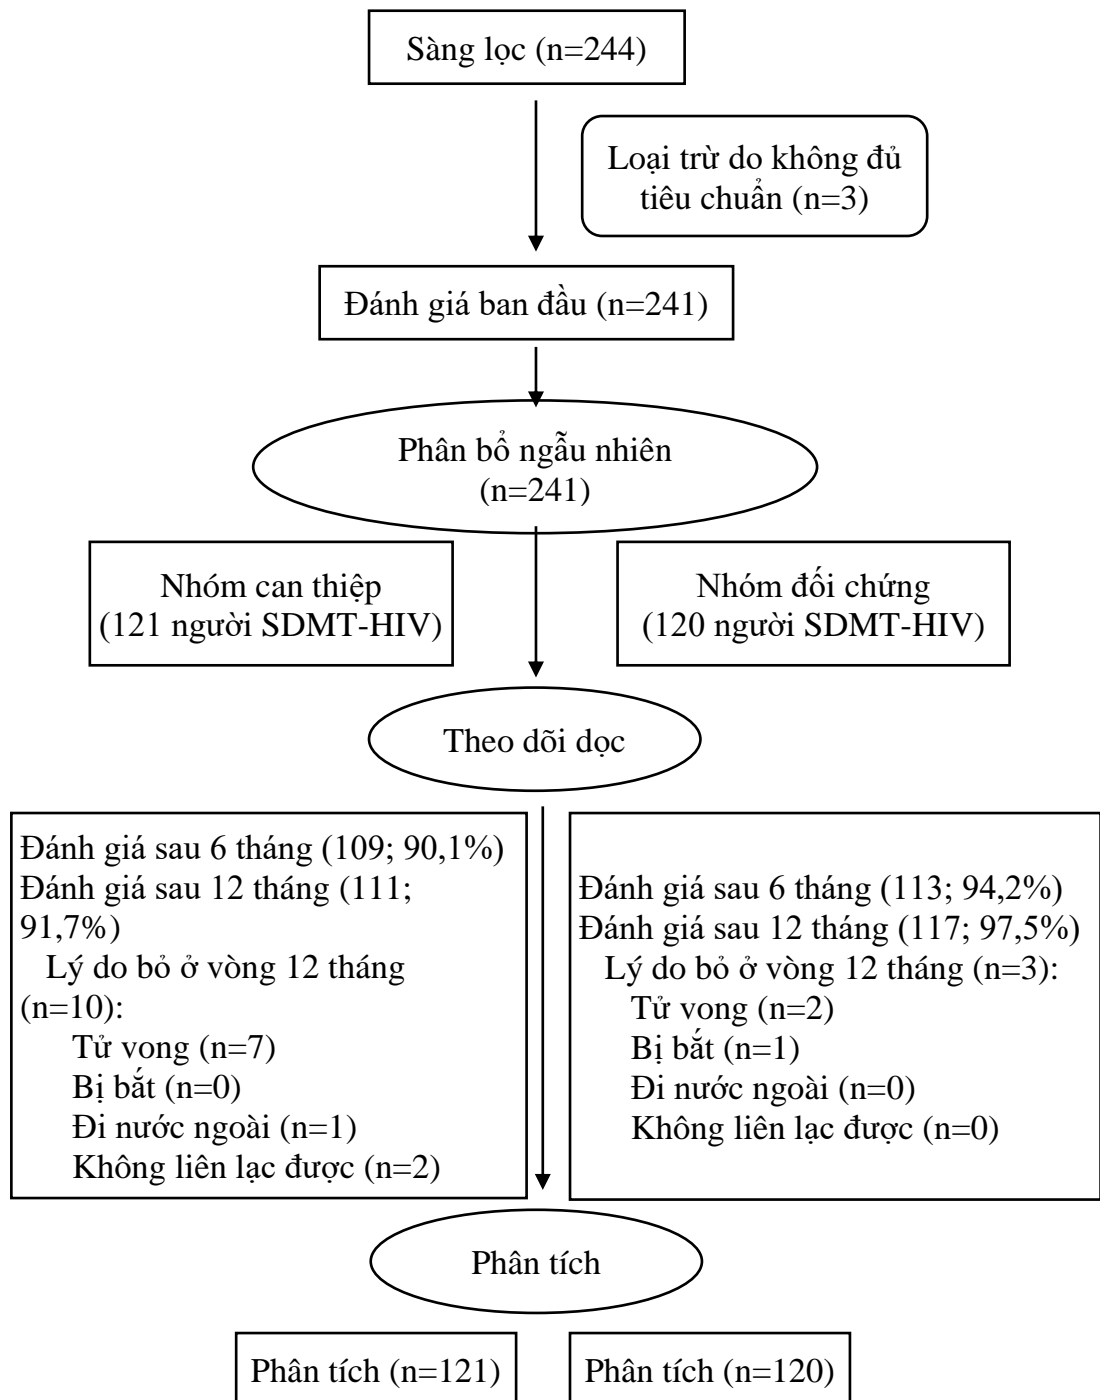 Sàng lọc (n=244)
Loại trừ do không đủ
tiêu chuẩn (n=3)
Đánh giá ban đầu (n=241)
Phân bổ ngẫu nhiên
(n=241)
Nhóm can thiệp
(121 người SDMT-HIV)
Nhóm đối chứng
(120 người SDMT-HIV)
Theo dõi dọc
Đánh giá sau 6 tháng (109; 90,1%)
Đánh giá sau 12 tháng (111;
91,7%)
Lý do bỏ ở vòng 12 tháng
(n=10):
Tử vong (n=7)
Bị bắt (n=0)
Đi nước ngoài (n=1)
Không liên lạc được (n=2)
Đánh giá sau 6 tháng (113; 94,2%)
Đánh giá sau 12 tháng (117; 97,5%)
Lý do bỏ ở vòng 12 tháng (n=3):
Tử vong (n=2)
Bị bắt (n=1)
Đi nước ngoài (n=0)
Không liên lạc được (n=0)
Phân tích
Phân tích (n=121)
Phân tích (n=120)